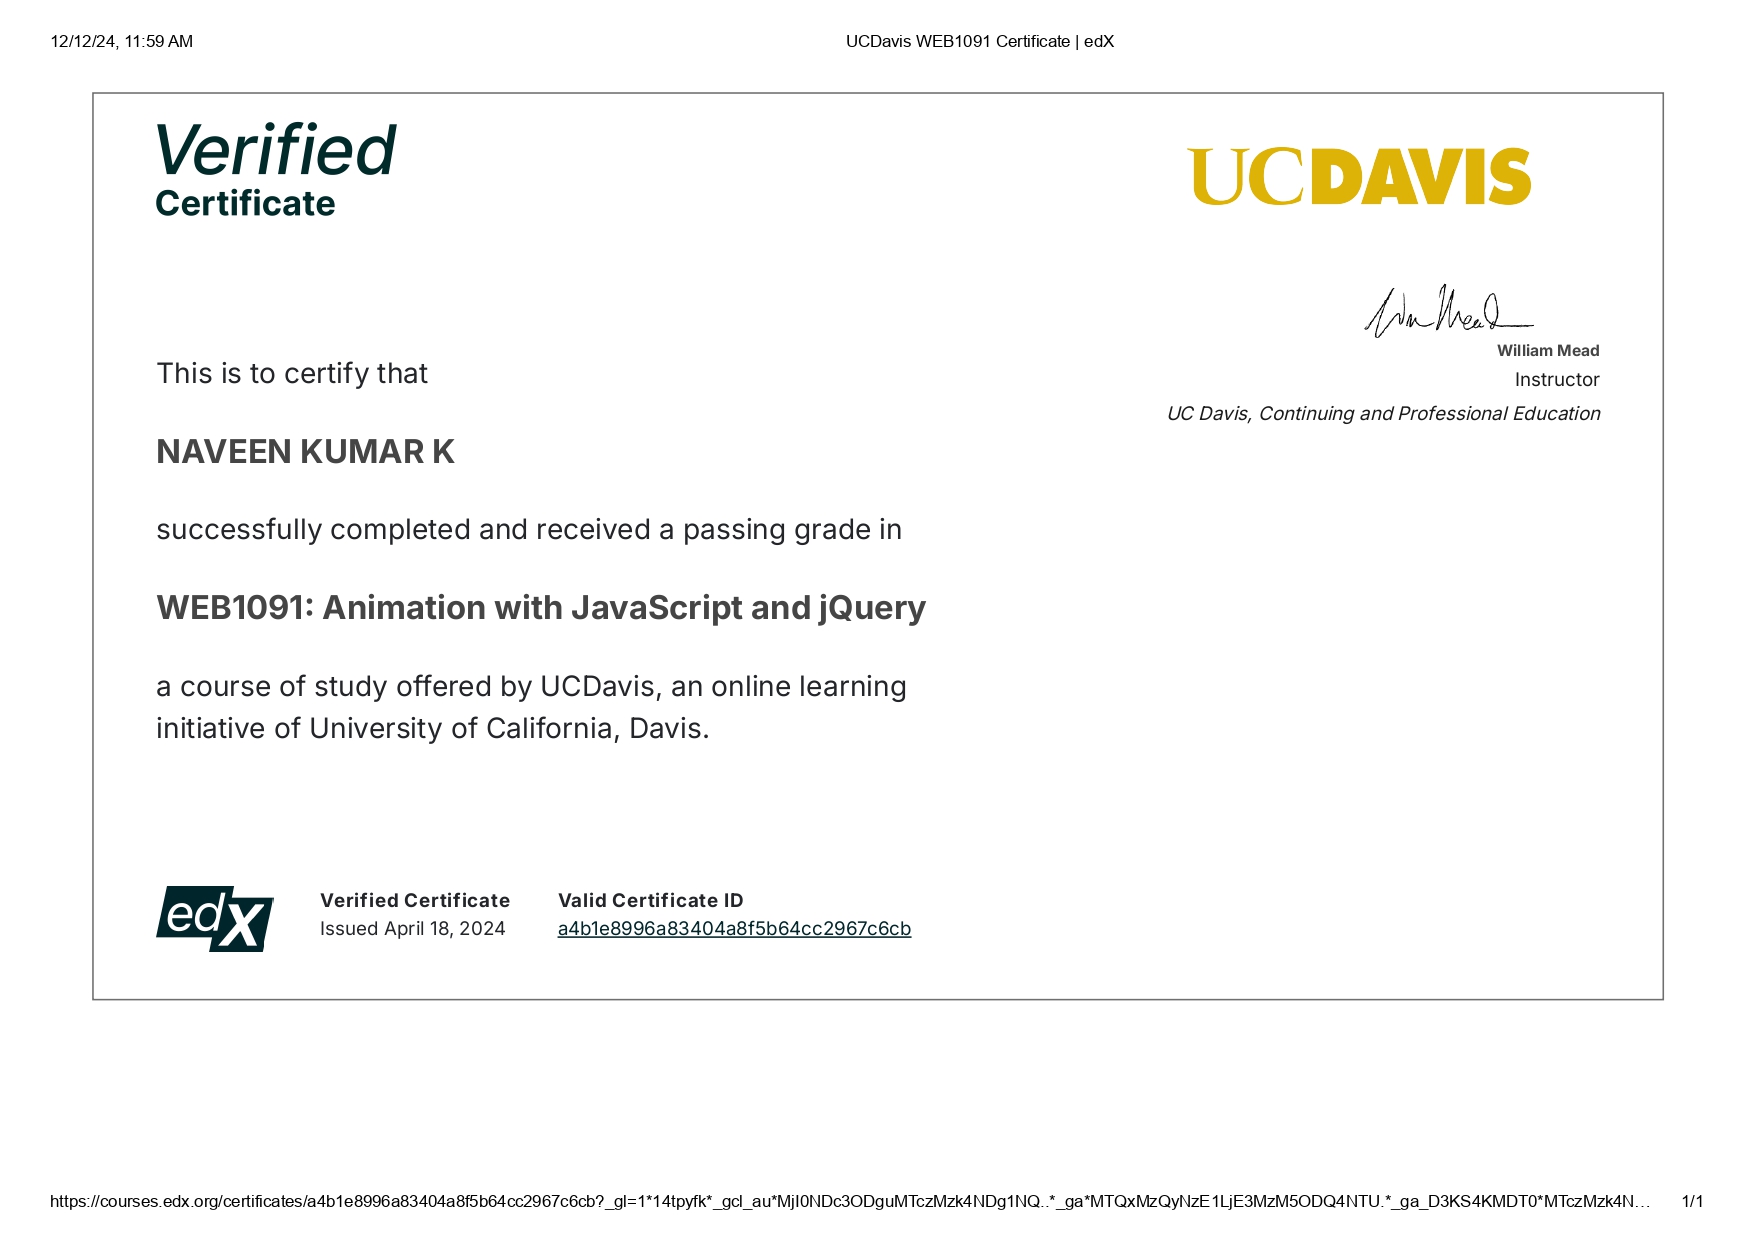 12/12/24, 11:59 AM
UCDavis WEB1091 Certificate | edX
Verified
Certificate
UCDAVIS
William Mead
Instructor
UC Davis, Continuing and Professional Education
This is to certify that
NAVEEN KUMAR K
successfully completed and received a passing grade in
WEB1091: Animation with JavaScript and jQuery
a course of study offered by UCDavis, an online learning
initiative of University of California, Davis.
edX
Verified Certificate
Issued April 18, 2024
Valid Certificate ID
a4b1e8996a83404a8f5b64cc2967c6cb
https://courses.edx.org/certificates/a4b1e8996a83404a8f5b64cc2967c6cb?_gl=1*14tpyfk*_gcl_au*MjI0NDc3ODguMTczMzk4NDg1NQ..*_ga*MTQxMzQyNzE1LjE3MzM5ODQ4NTU.*_ga_D3KS4KMDT0*MTczMzk4N…
1/1